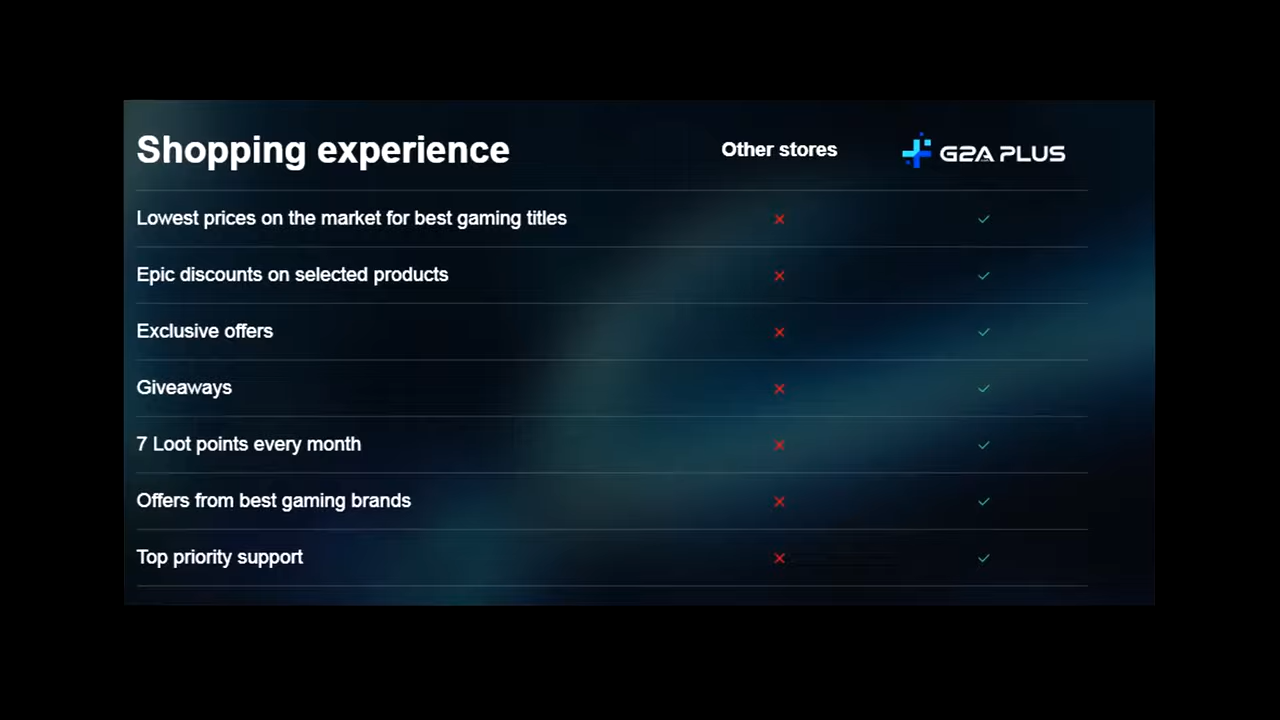 Shopping experience Other stores G2A PLUS
Lowest prices on the market for best gaming titles
Epic discounts on selected products
Exclusive offers
Giveaways
7 Loot points every month
Offers from best gaming brands
Top priority support